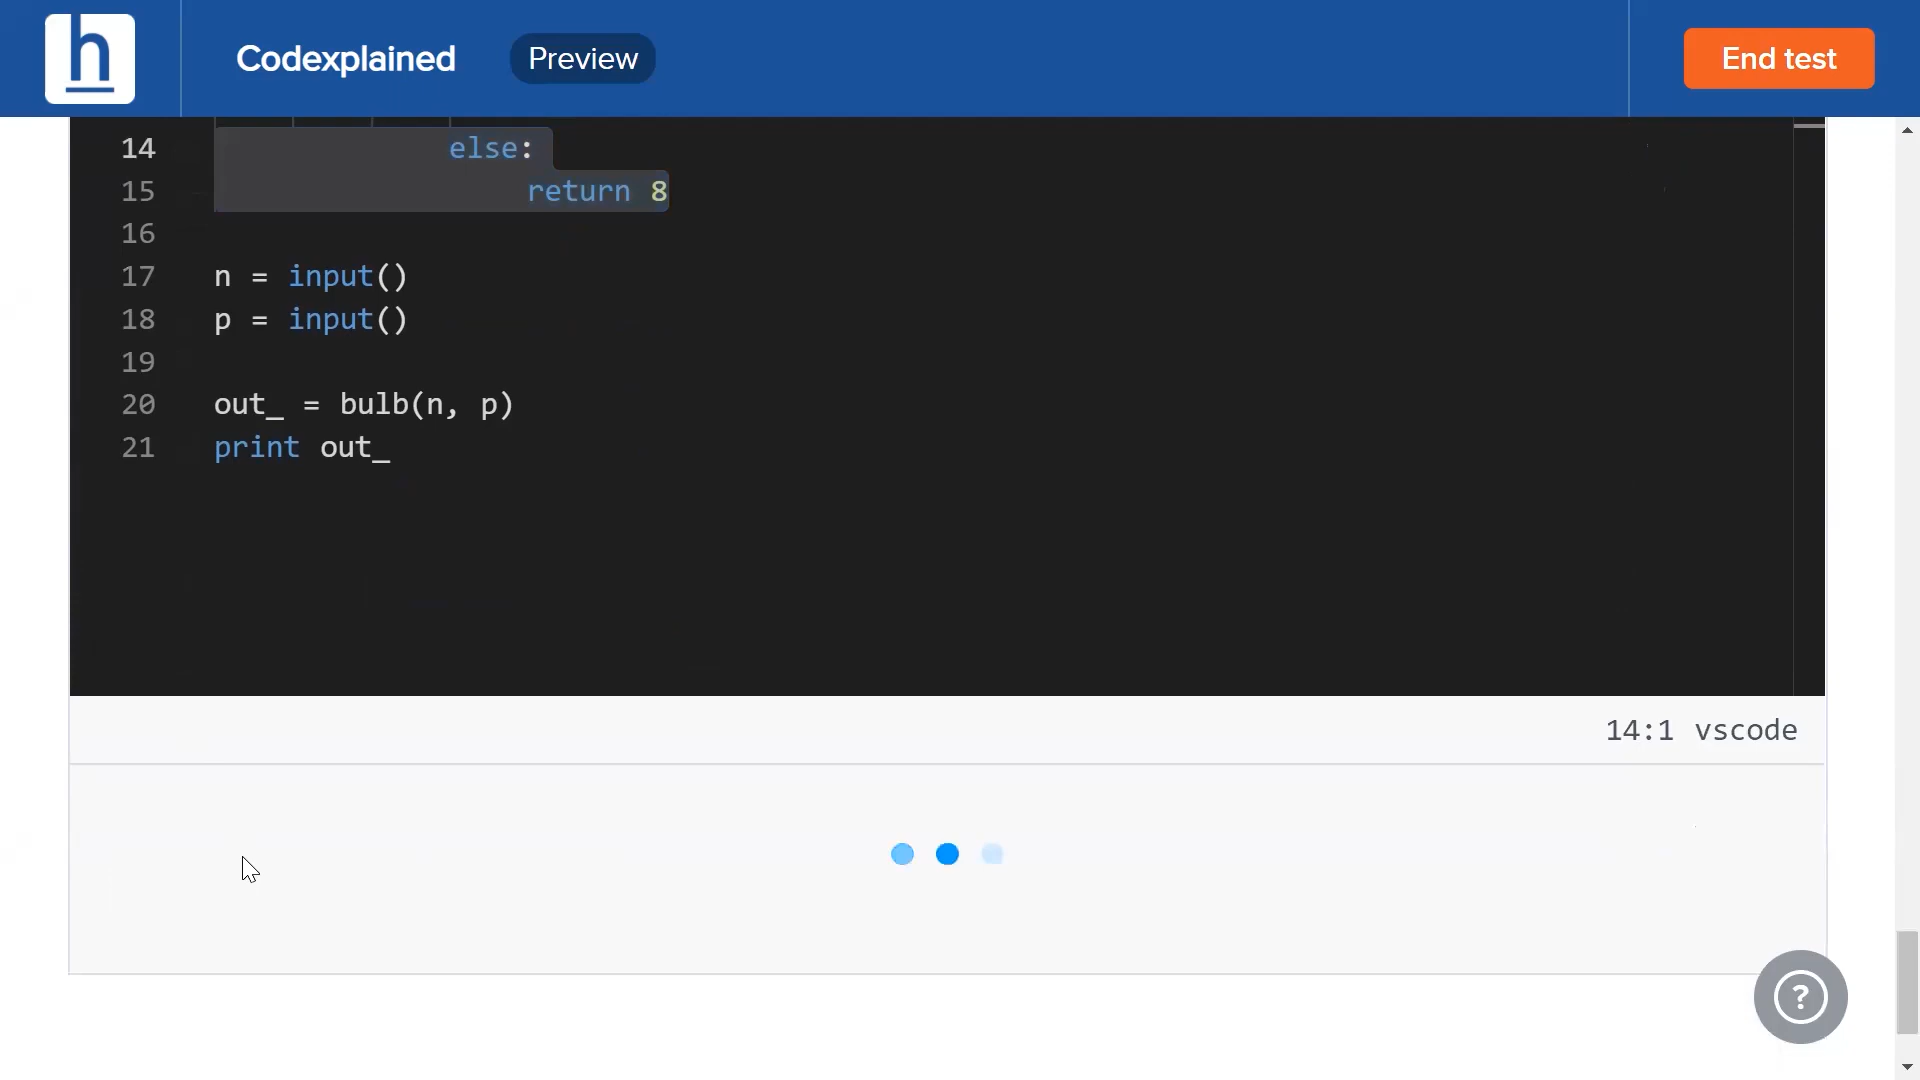 h
Codexplained
Preview
End test
14 else:
15 return 8
16
17 n = input()
18 p = input()
19
20 out_ = bulb(n, p)
21 print out_
14:1 vscode
?